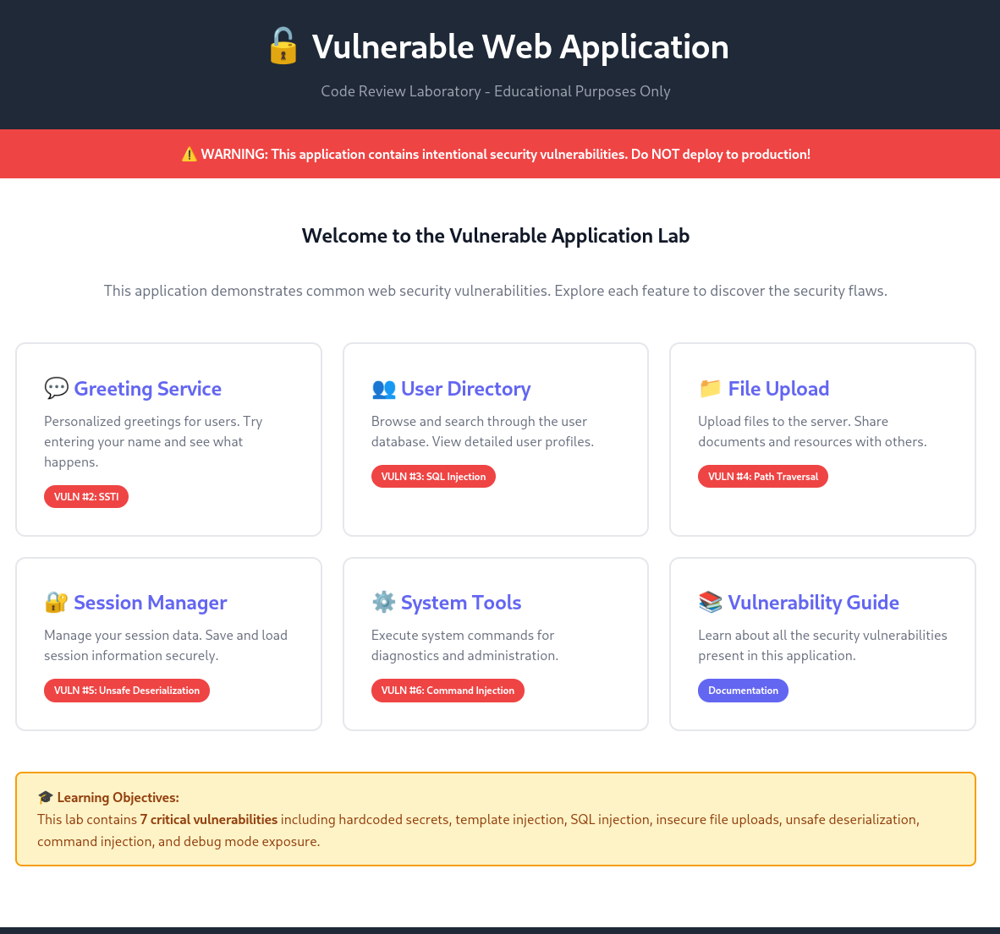 🔓 Vulnerable Web Application
Code Review Laboratory - Educational Purposes Only
⚠️ WARNING: This application contains intentional security vulnerabilities. Do NOT deploy to production!
Welcome to the Vulnerable Application Lab
This application demonstrates common web security vulnerabilities. Explore each feature to discover the security flaws.
💬 Greeting Service
Personalized greetings for users. Try
entering your name and see what
happens.
VULN #2: SSTI
👥 User Directory
Browse and search through the user
database. View detailed user profiles.
VULN #3: SQL Injection
📁 File Upload
Upload files to the server. Share
documents and resources with others.
VULN #4: Path Traversal
🔐 Session Manager
Manage your session data. Save and load
session information securely.
VULN #5: Unsafe Deserialization
⚙️ System Tools
Execute system commands for
diagnostics and administration.
VULN #6: Command Injection
📚 Vulnerability Guide
Learn about all the security vulnerabilities
present in this application.
Documentation
🎓 Learning Objectives:
This lab contains 7 critical vulnerabilities including hardcoded secrets, template injection, SQL injection, insecure file uploads, unsafe deserialization,
command injection, and debug mode exposure.